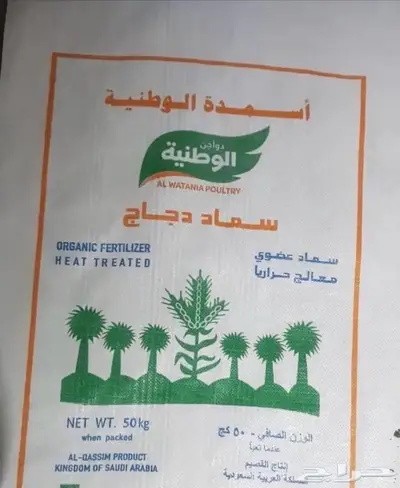 أسمدة الوطنية
دواجن
الوطنية
AL WATANIA POULTRY
سماد دجاج
ORGANIC FERTILIZER
HEAT TREATED
سماد عضوي
معالج حراريا
NET WT. 50kg
when packed
الوزن الصافي - ٥٠ كج
عندما تعبأ
AL-QASSIM PRODUCT
KINGDOM OF SAUDI ARABIA
إنتاج القصيم
المملكة العربية السعودية
حراج